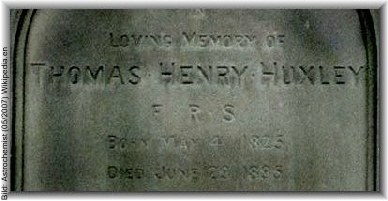 IN
LOVING MEMORY OF
THOMAS HENRY HUXLEY
F R S
BORN MAY 4 1825
DIED JUNE 29 1895
Bild: Astrochemist (05/2007) Wikipedia.en